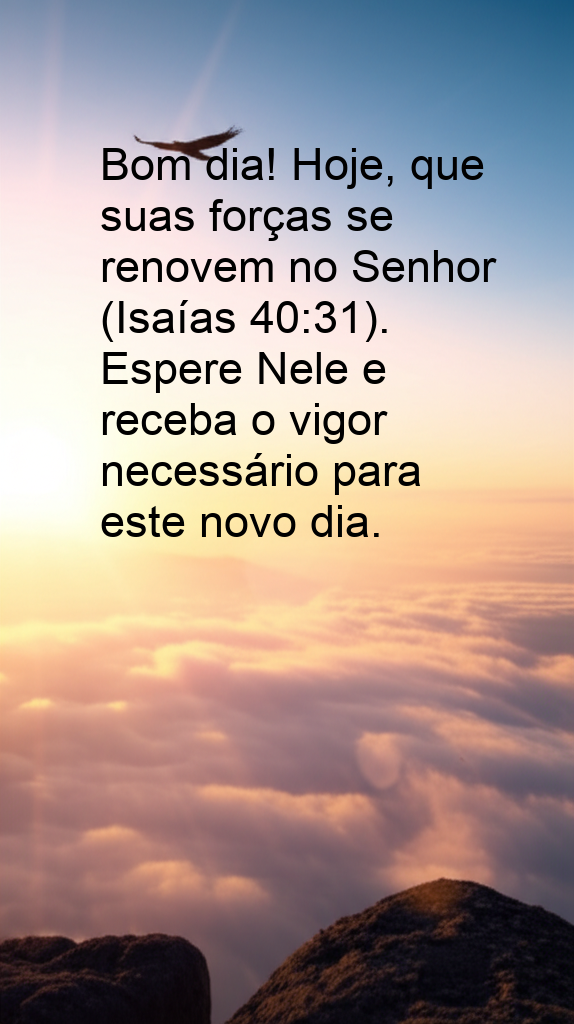 Bom dia! Hoje, que
suas forças se
renovem no Senhor
(Isaías 40:31).
Espere Nele e
receba o vigor
necessário para
este novo dia.